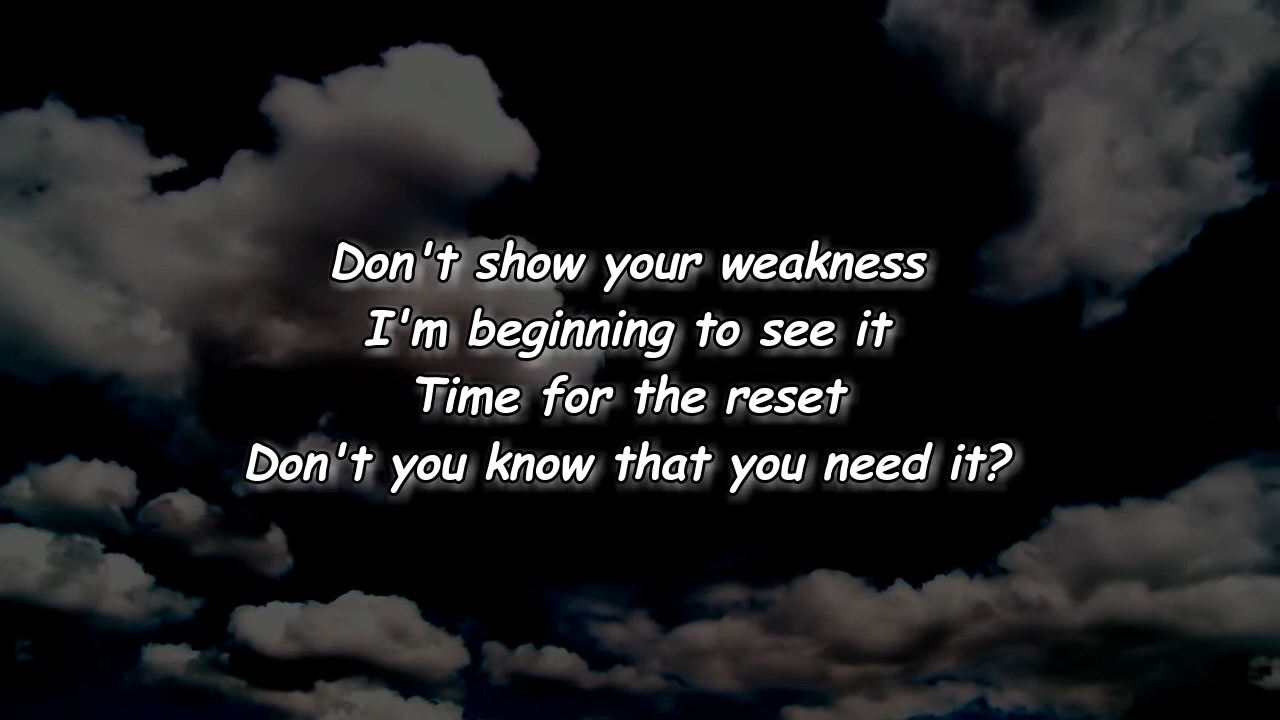 Don't show your weakness
I'm beginning to see it
Time for the reset
Don't you know that you need it?